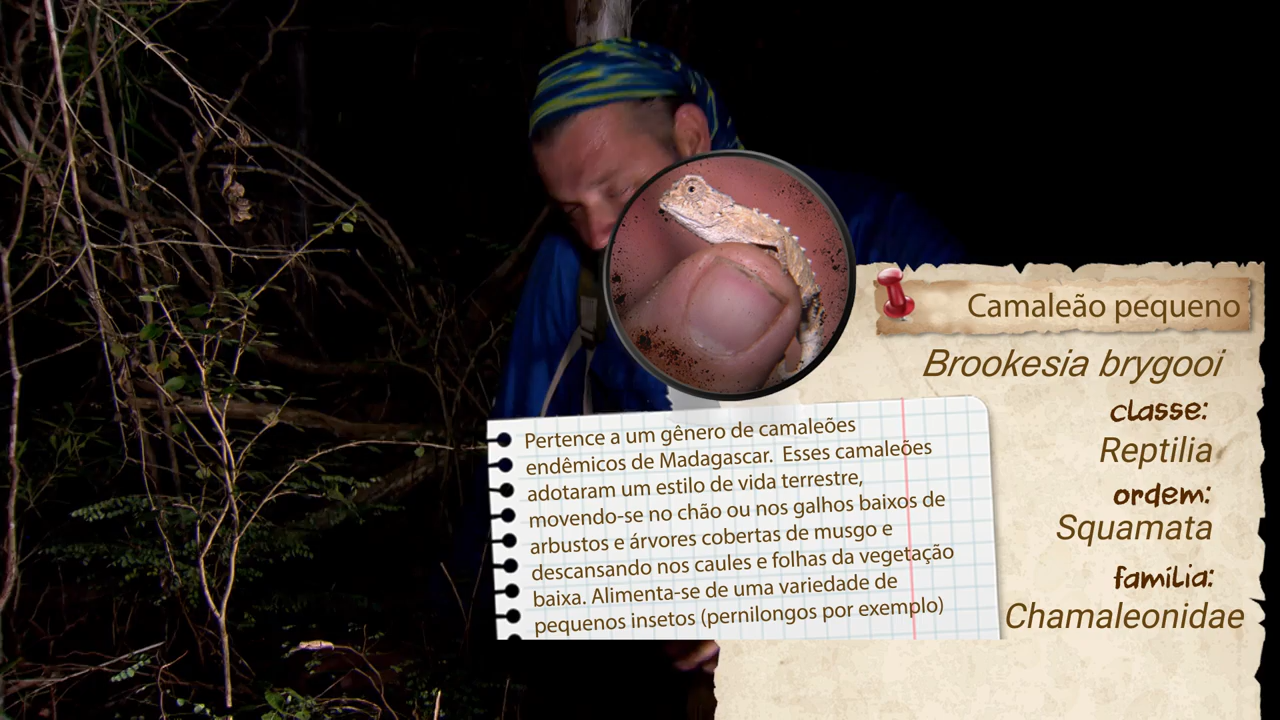 Camaleão pequeno
Brookesia brygooi
classe:
Reptilia
ordem:
Squamata
família:
Chamaleonidae
Pertence a um gênero de camaleões
endêmicos de Madagascar.  Esses camaleões
adotaram um estilo de vida terrestre,
movendo-se no chão ou nos galhos baixos de
arbustos e árvores cobertas de musgo e
descansando nos caules e folhas da vegetação
baixa. Alimenta-se de uma variedade de
pequenos insetos (pernilongos por exemplo)